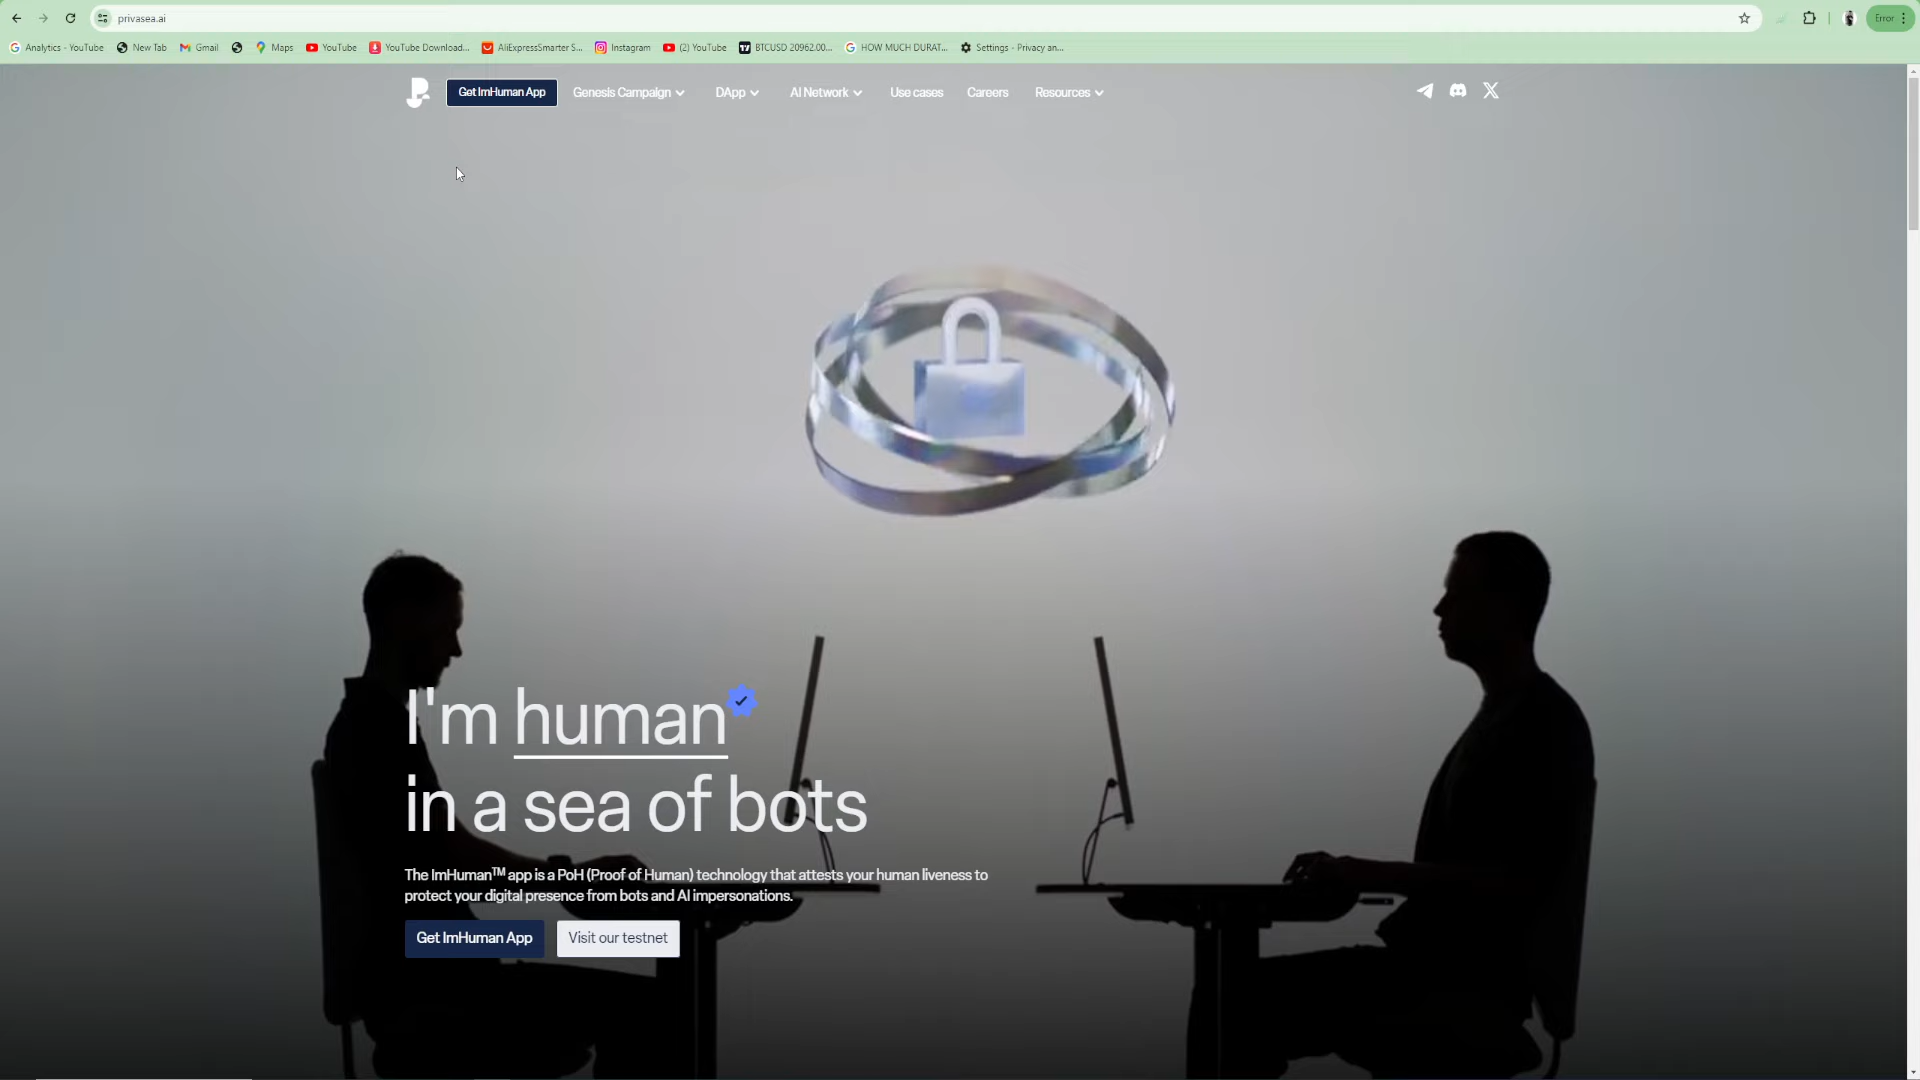 privasea.ai
Error
Analytics - YouTube
New Tab
Gmail
Maps
YouTube
YouTube Download...
AliExpressSmarter S...
Instagram
(2) YouTube
BTCUSD 20962.00...
HOW MUCH DURAT...
Settings - Privacy an...
Get ImHuman App
Genesis Campaign
DApp
AI Network
Use cases
Careers
Resources
I'm human
in a sea of bots
The ImHuman™ app is a PoH (Proof of Human) technology that attests your human liveness to
protect your digital presence from bots and AI impersonations.
Get ImHuman App
Visit our testnet